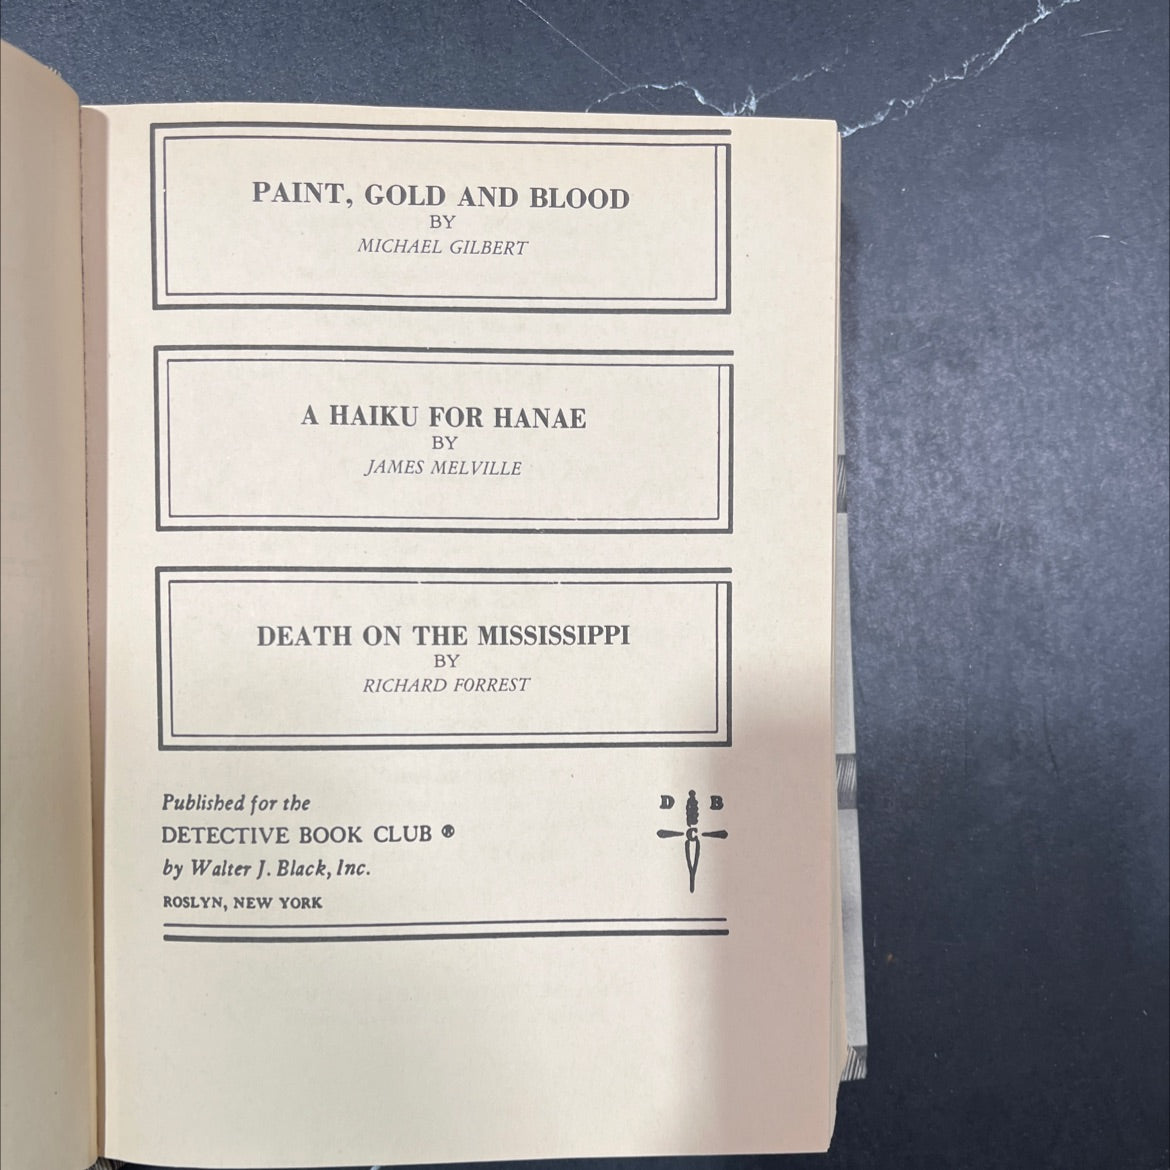 PAINT, GOLD AND BLOOD
BY
MICHAEL GILBERT
A HAIKU FOR HANAE
BY
JAMES MELVILLE
DEATH ON THE MISSISSIPPI
BY
RICHARD FORREST
Published for the
DETECTIVE BOOK CLUB ®
by Walter J. Black, Inc.
ROSLYN, NEW YORK
D B
C